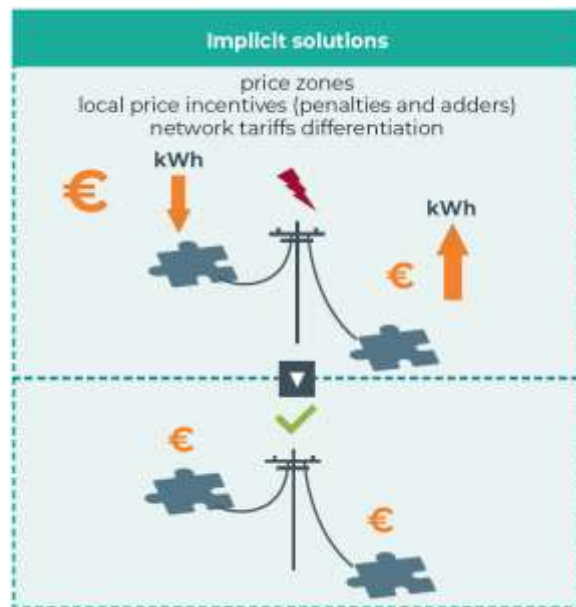 Implicit solutions
price zones
local price incentives (penalties and adders)
network tariffs differentiation
kWh
€
kWh
€
€
€